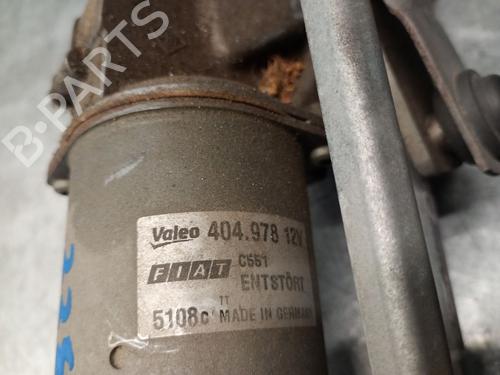 B-PARTS
Valeo 404.978 12V
FIAT C551
ENTSTÖRT
TT
5108c MADE IN GERMANY